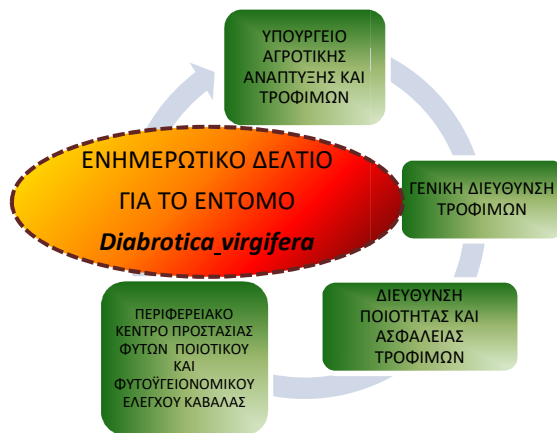 ΥΠΟΥΡΓΕΙΟ
ΑΓΡΟΤΙΚΗΣ
ΑΝΑΠΤΥΞΗΣ ΚΑΙ
ΤΡΟΦΙΜΩΝ
ΓΕΝΙΚΗ ΔΙΕΥΘΥΝΣΗ
ΤΡΟΦΙΜΩΝ
ΔΙΕΥΘΥΝΣΗ
ΠΟΙΟΤΗΤΑΣ ΚΑΙ
ΑΣΦΑΛΕΙΑΣ
ΤΡΟΦΙΜΩΝ
ΠΕΡΙΦΕΡΕΙΑΚΟ
ΚΕΝΤΡΟ ΠΡΟΣΤΑΣΙΑΣ
ΦΥΤΩΝ ΠΟΙΟΤΙΚΟΥ
ΚΑΙ
ΦΥΤΟΫΓΕΙΟΝΟΜΙΚΟΥ
ΕΛΕΓΧΟΥ ΚΑΒΑΛΑΣ
ΕΝΗΜΕΡΩΤΙΚΟ ΔΕΛΤΙΟ
ΓΙΑ ΤΟ ΕΝΤΟΜΟ
Diabrotica_virgifera